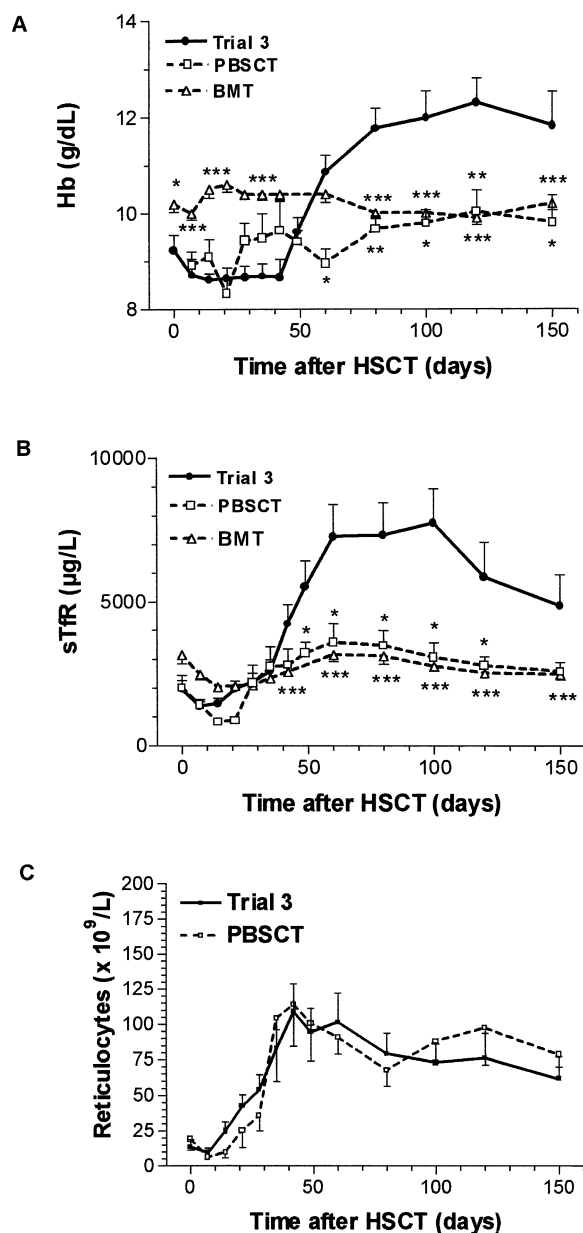 A
14
12
10
8
Hb (g/dL)
Trial 3
PBSCT
BMT
* *** *** *** *** ** ***
*** * ** * *** *
0 50 100 150
Time after HSCT (days)
B
10000
5000
0
sTfR (µg/L)
Trial 3
PBSCT
BMT
* * * * *
*** *** *** *** *** ***
0 50 100 150
Time after HSCT (days)
C
200
175
150
125
100
75
50
25
0
Reticulocytes (x 10⁹/L)
Trial 3
PBSCT
0 50 100 150
Time after HSCT (days)